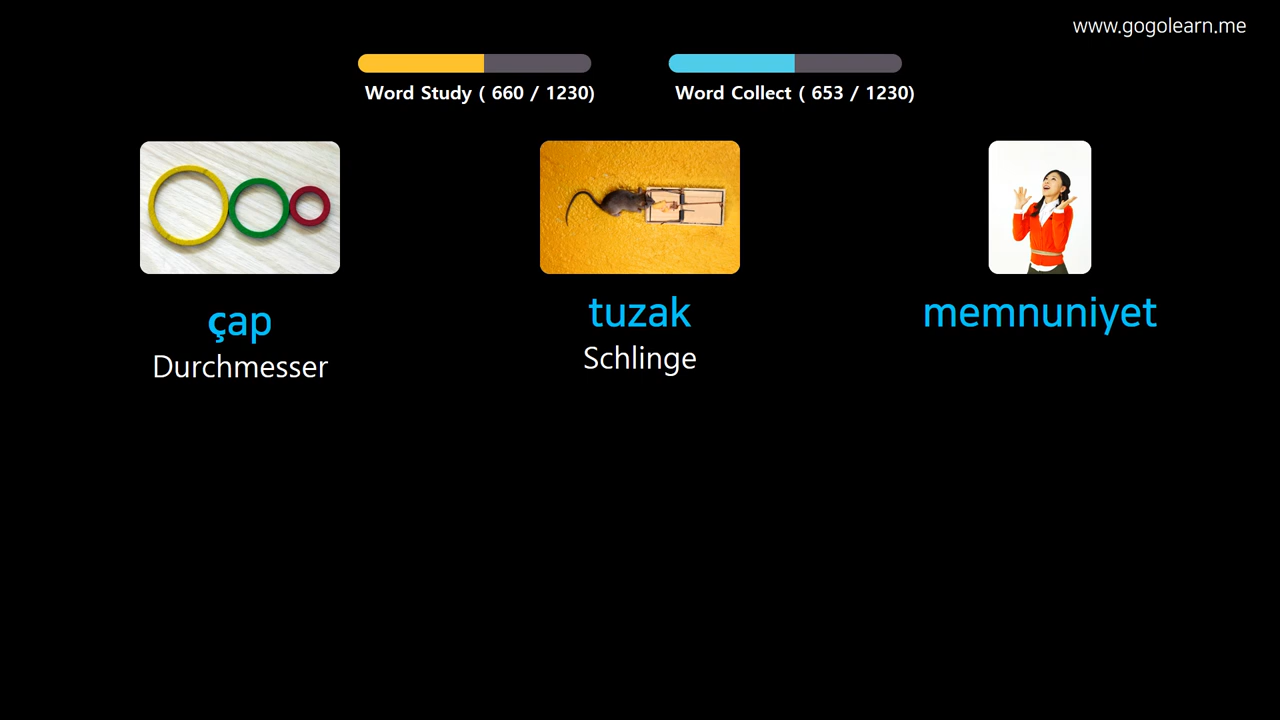 www.gogolearn.me
Word Study ( 660 / 1230)
Word Collect ( 653 / 1230)
çap
Durchmesser
tuzak
Schlinge
memnuniyet